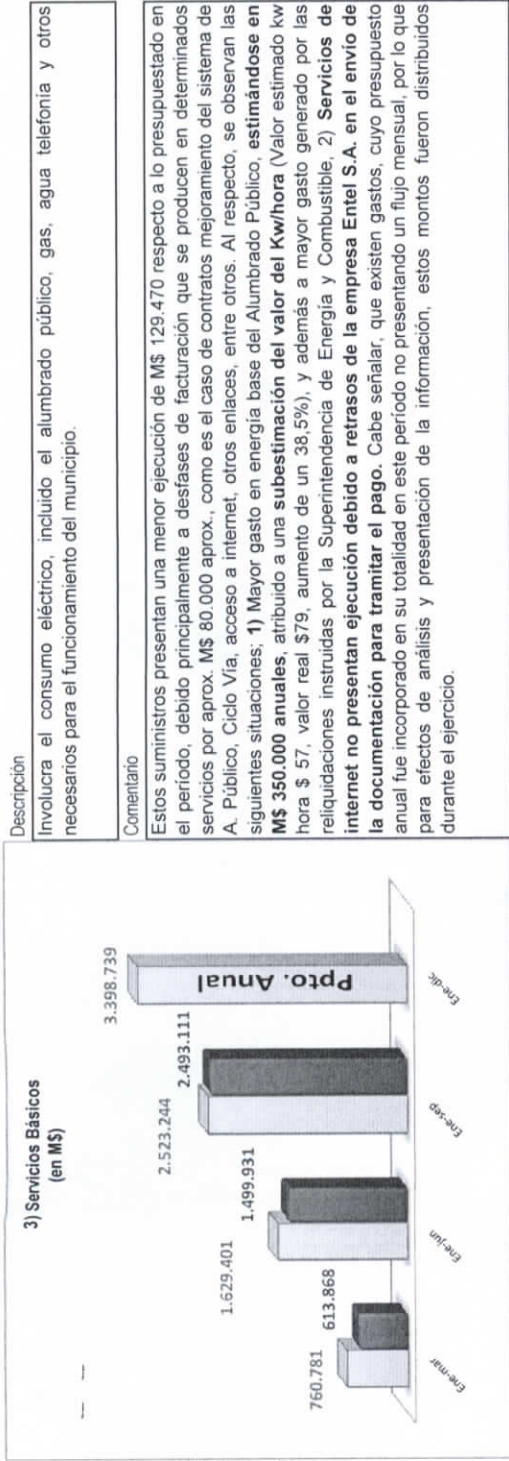 3) Servicios Básicos
(en M$)
760.781
613.868
1.629.401
1.499.931
2.523.244
2.493.111
3.398.739
Ppto. Anual
Ene-mar
Ene-jun
Ene-sep
Ene-dic
Descripción
Involucra el consumo eléctrico, incluido el alumbrado público, gas, agua telefonía y otros
necesarios para el funcionamiento del municipio.
Comentario
Estos suministros presentan una menor ejecución de M$ 129.470 respecto a lo presupuestado en
el período, debido principalmente a desfases de facturación que se producen en determinados
servicios por aprox. M$ 80.000 aprox., como es el caso de contratos mejoramiento del sistema de
A. Público, Ciclo Vía, acceso a internet, otros enlaces, entre otros. Al respecto, se observan las
siguientes situaciones; 1) Mayor gasto en energía base del Alumbrado Público, estimándose en
M$ 350.000 anuales, atribuido a una subestimación del valor del Kw/hora (Valor estimado kw
hora $ 57, valor real $79, aumento de un 38,5%), y además a mayor gasto generado por las
reliquidaciones instruidas por la Superintendencia de Energía y Combustible, 2) Servicios de
internet no presentan ejecución debido a retrasos de la empresa Entel S.A. en el envío de
la documentación para tramitar el pago. Cabe señalar, que existen gastos, cuyo presupuesto
anual fue incorporado en su totalidad en este período no presentando un flujo mensual, por lo que
para efectos de análisis y presentación de la información, estos montos fueron distribuidos
durante el ejercicio.